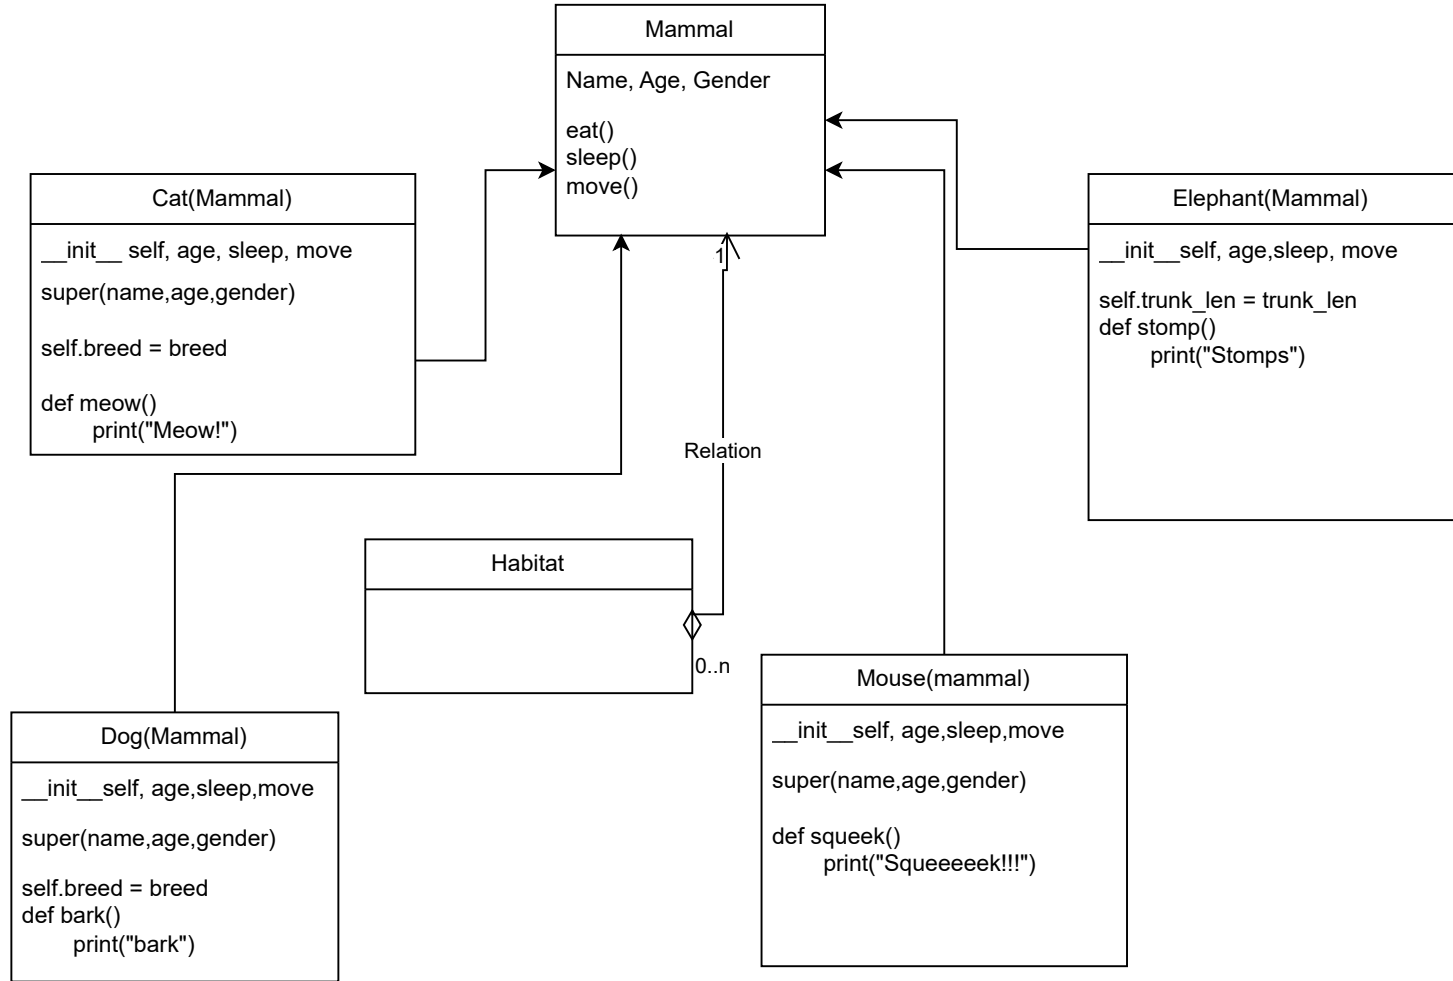 Mammal
Name, Age, Gender
eat()
sleep()
move()
Cat(Mammal)
__init__ self, age, sleep, move
super(name,age,gender)
self.breed = breed
def meow()
print("Meow!")
Elephant(Mammal)
__init__self, age,sleep, move
self.trunk_len = trunk_len
def stomp()
print("Stomps")
1
Relation
Habitat
0..n
Dog(Mammal)
__init__self, age,sleep,move
super(name,age,gender)
self.breed = breed
def bark()
print("bark")
Mouse(mammal)
__init__self, age,sleep,move
super(name,age,gender)
def squeek()
print("Squeeeeek!!!")